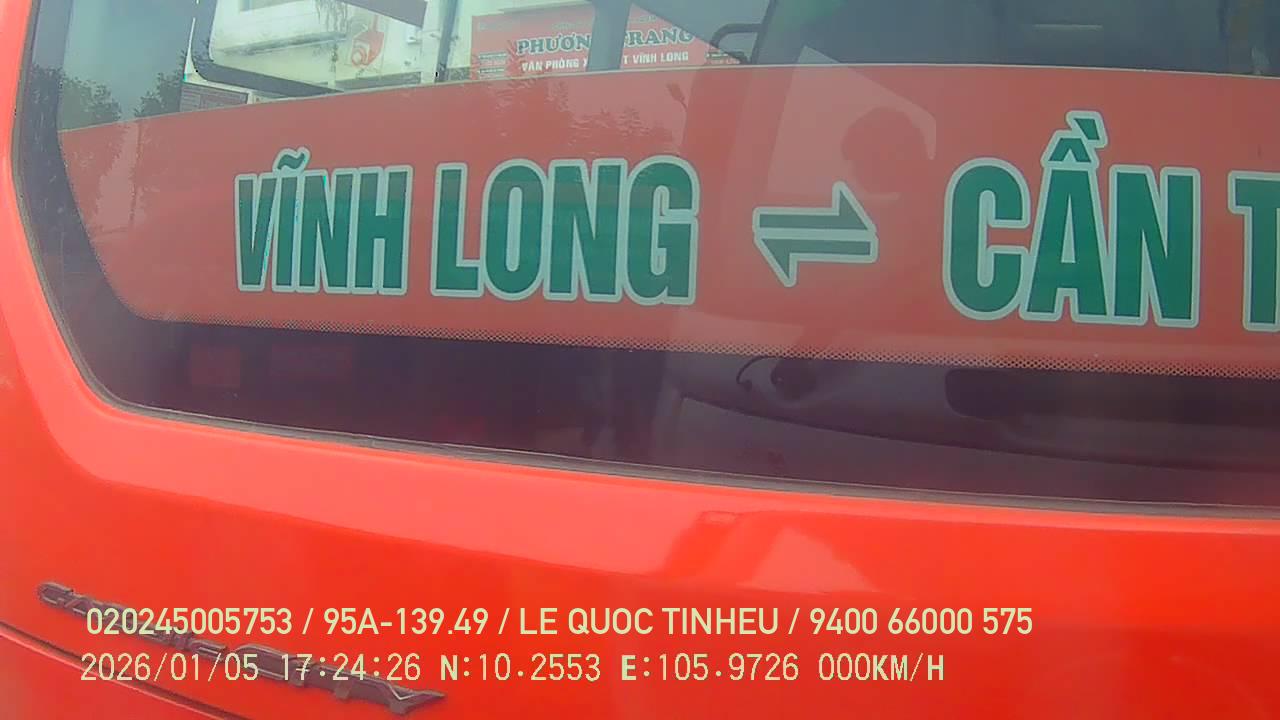 PHƯƠNG TRANG
VĂN PHÒNG VĨNH LONG
VĨNH LONG ⇌ CẦN T
020245005753 / 95A-139.49 / LE QUOC TINHEU / 9400 66000 575
2026/01/05 17:24:26 N:10.2553 E:105.9726 000KM/H